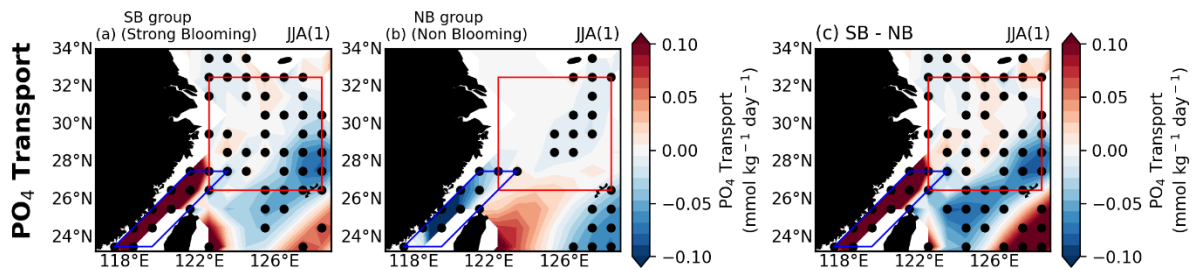 PO₄ Transport
SB group
(a) (Strong Blooming) JJA(1)
34°N
32°N
30°N
28°N
26°N
24°N
118°E 122°E 126°E
NB group
(b) (Non Blooming) JJA(1)
34°N
32°N
30°N
28°N
26°N
24°N
118°E 122°E 126°E
0.10
0.05
0.00
−0.05
−0.10
PO₄ Transport
(mmol kg⁻¹ day⁻¹)
(c) SB - NB JJA(1)
34°N
32°N
30°N
28°N
26°N
24°N
118°E 122°E 126°E
0.10
0.05
0.00
−0.05
−0.10
PO₄ Transport
(mmol kg⁻¹ day⁻¹)